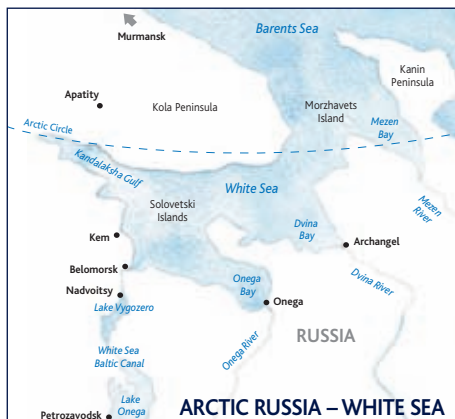 Murmansk
Barents Sea
Kanin
Peninsula
Apatity
Kola Peninsula
Morzhavets
Island
Mezen
Bay
Arctic Circle
Kandalaksha Gulf
White Sea
Mezen
River
Solovetski
Islands
Dvina
Bay
Kem
Archangel
Belomorsk
Dvina River
Nadvoitsy
Onega
Bay
Onega
Lake Vygozero
RUSSIA
Onega River
White Sea
Baltic Canal
Lake
Onega
Petrozavodsk
ARCTIC RUSSIA – WHITE SEA